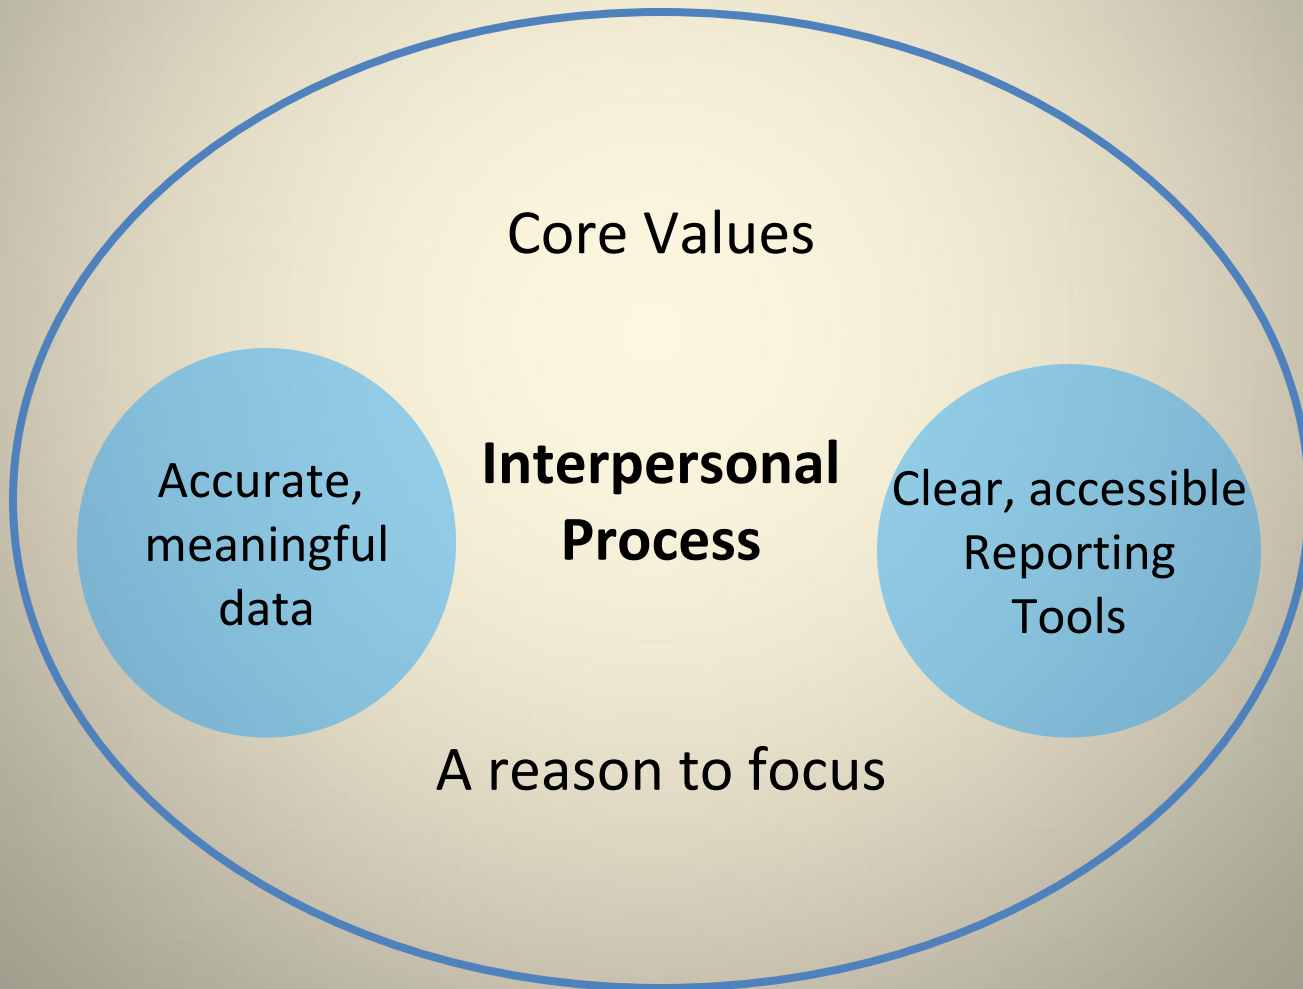 Core Values
Accurate,
meaningful
data
Interpersonal
Process
Clear, accessible
Reporting
Tools
A reason to focus